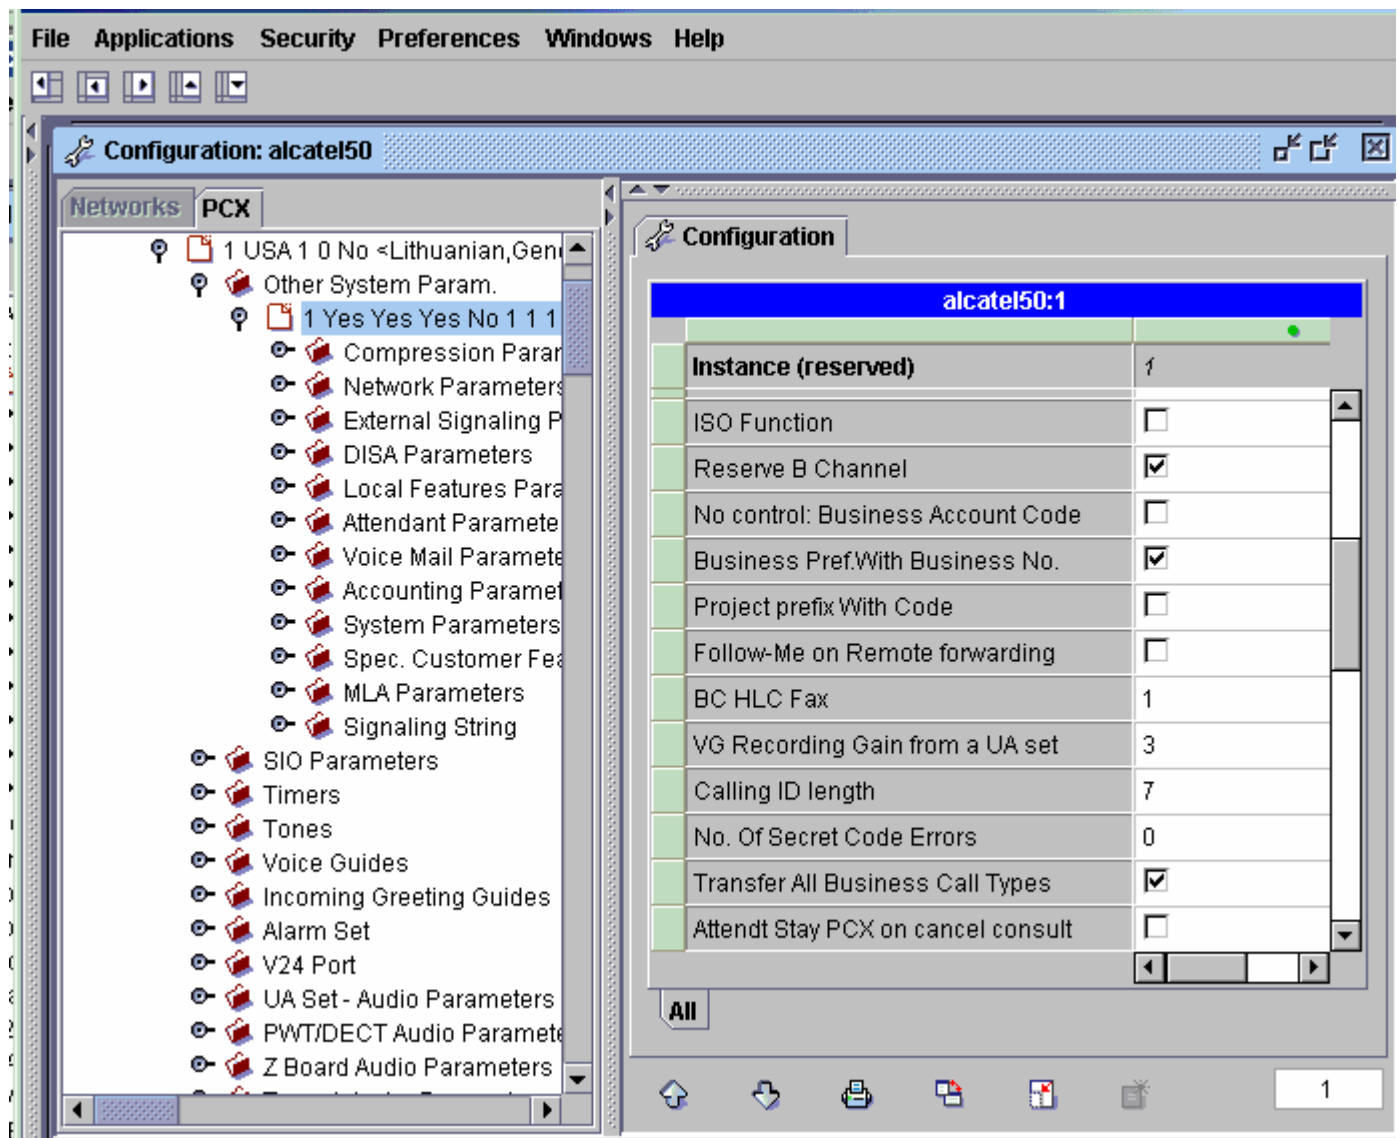 File Applications Security Preferences Windows Help
Configuration: alcatel50
Networks PCX
1 USA 1 0 No <Lithuanian,Gen
Other System Param.
1 Yes Yes Yes No 1 1 1
Compression Parar
Network Parameters
External Signaling P
DISA Parameters
Local Features Para
Attendant Paramete
Voice Mail Paramete
Accounting Paramet
System Parameters
Spec. Customer Fea
MLA Parameters
Signaling String
SIO Parameters
Timers
Tones
Voice Guides
Incoming Greeting Guides
Alarm Set
V24 Port
UA Set - Audio Parameters
PWT/DECT Audio Paramete
Z Board Audio Parameters
Configuration
alcatel50:1
Instance (reserved) 1
ISO Function
Reserve B Channel
No control: Business Account Code
Business Pref.With Business No.
Project prefix With Code
Follow-Me on Remote forwarding
BC HLC Fax 1
VG Recording Gain from a UA set 3
Calling ID length 7
No. Of Secret Code Errors 0
Transfer All Business Call Types
Attendt Stay PCX on cancel consult
All
1